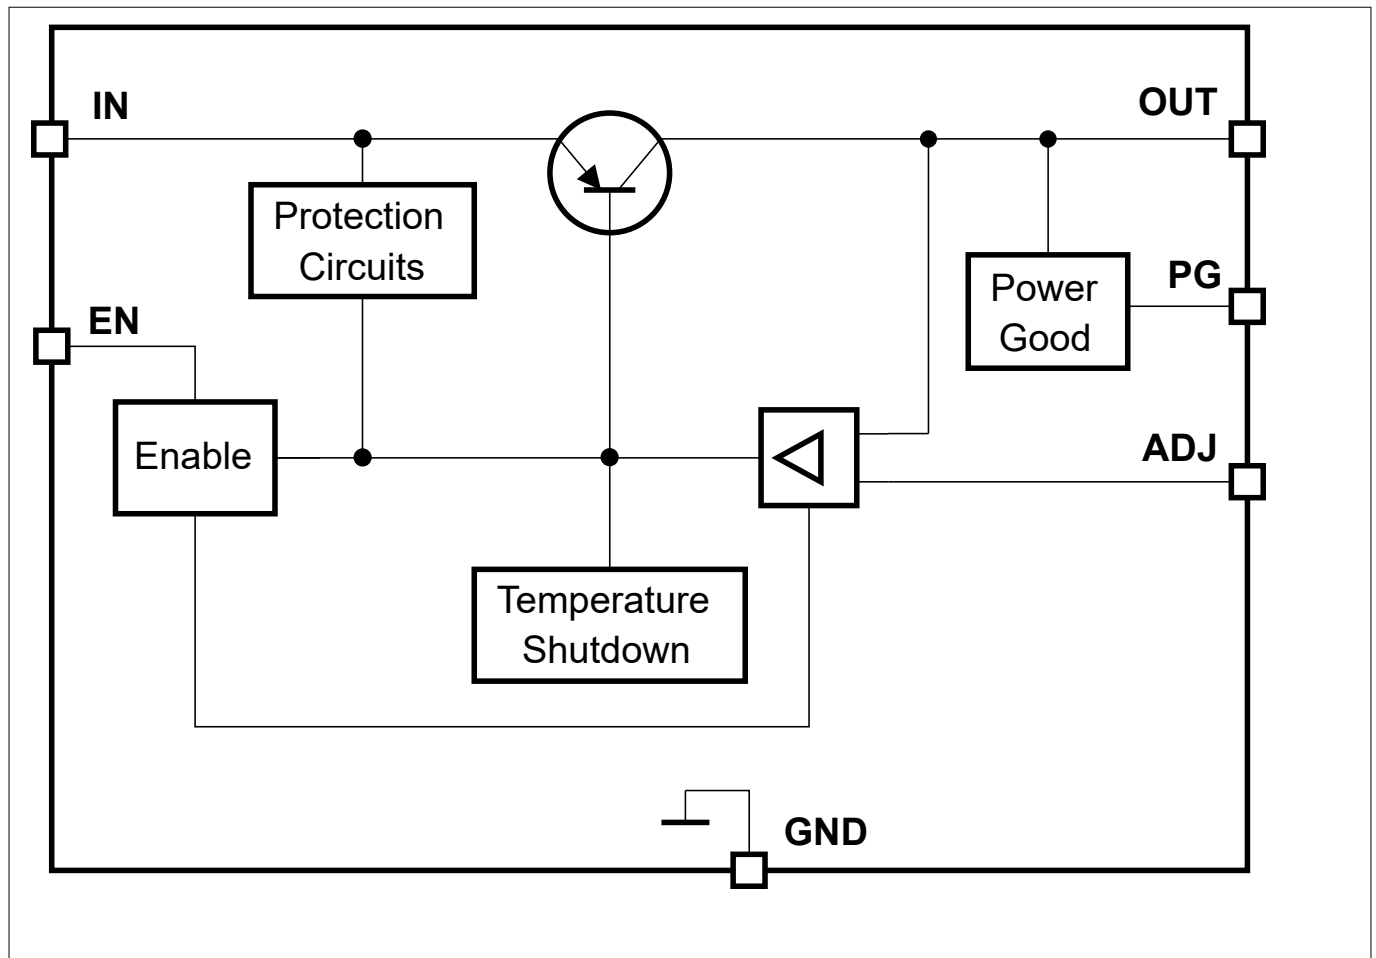 IN
OUT
Protection
Circuits
Power
Good
PG
EN
Enable
ADJ
Temperature
Shutdown
GND